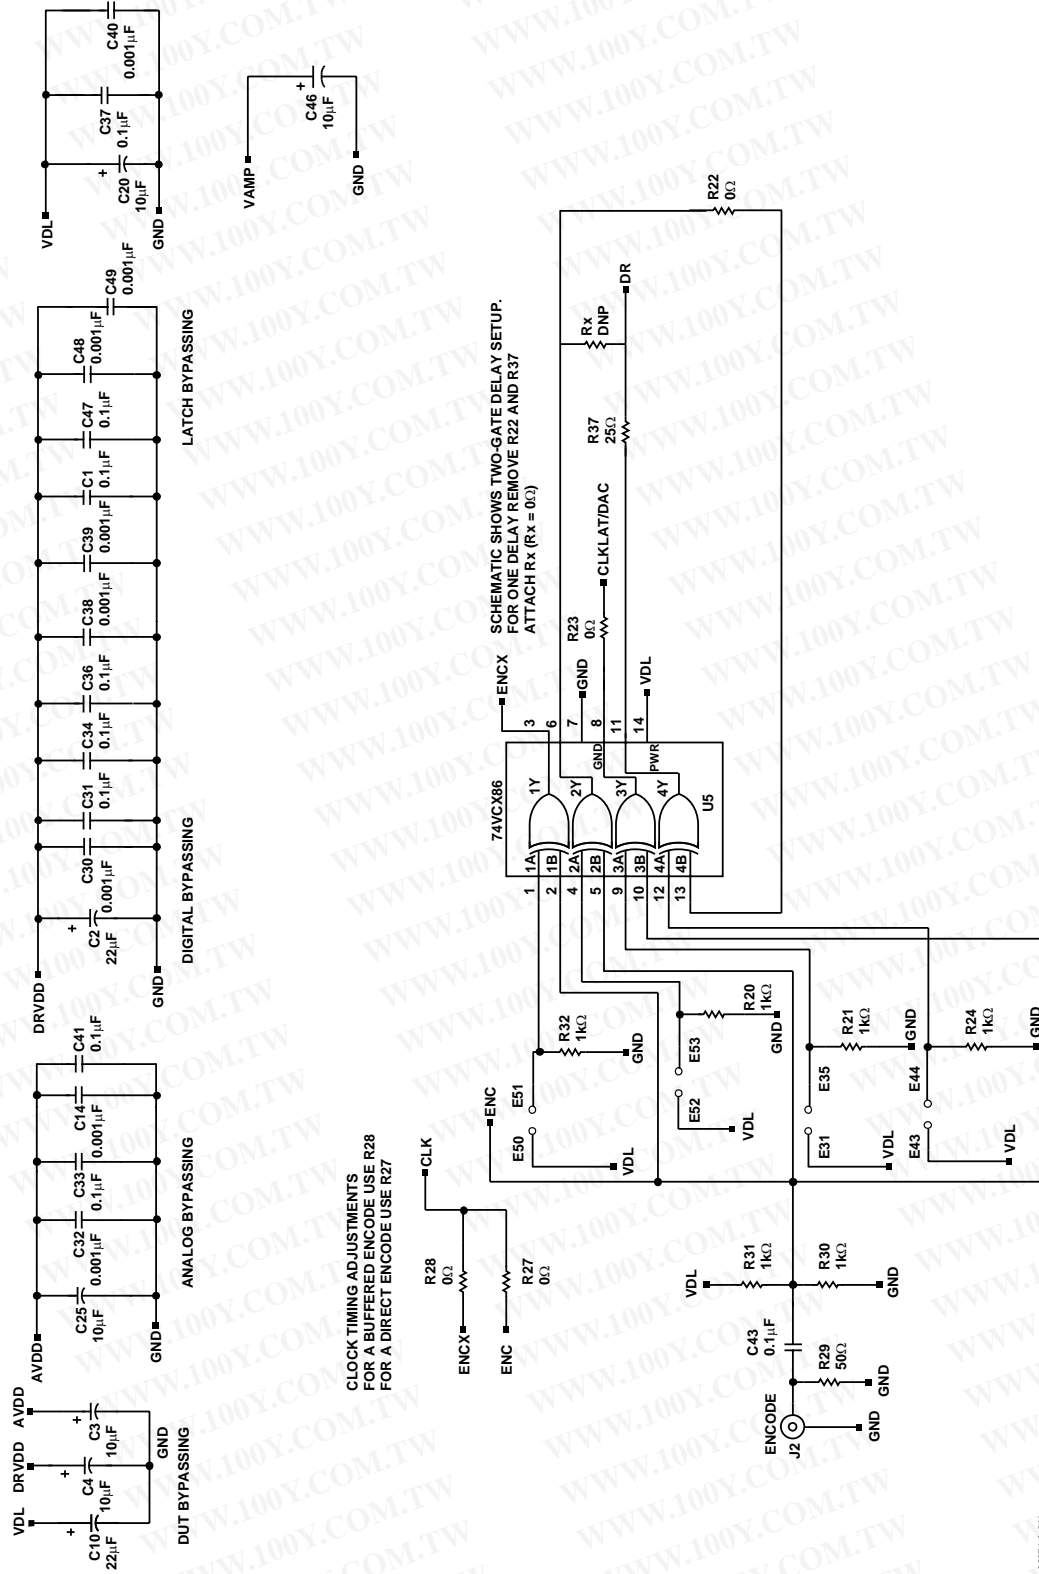 C40
0.001µF
C37
0.1µF
+
C20
10µF
VDL
GND
+
C46
10µF
VAMP
GND
C49
0.001µF
C48
0.001µF
C47
0.1µF
C1
0.1µF
C39
0.001µF
C38
0.001µF
C36
0.1µF
C34
0.1µF
C31
0.1µF
C30
0.001µF
+
C2
22µF
DRVDD
GND
LATCH BYPASSING
DIGITAL BYPASSING
C41
0.1µF
C14
0.001µF
C33
0.1µF
C32
0.001µF
C25
10µF
+
AVDD
GND
ANALOG BYPASSING
AVDD
DRVDD
VDL
+
C3
10µF
+
C4
10µF
+
C10
22µF
GND
DUT BYPASSING
R22
0Ω
SCHEMATIC SHOWS TWO-GATE DELAY SETUP.
FOR ONE DELAY REMOVE R22 AND R37
ATTACH Rx (Rx = 0Ω)
Rx
DNP
DR
R37
25Ω
CLKLAT/DAC
R23
0Ω
ENCX
GND
VDL
3
6
7
8
11
14
GND
PWR
74VCX86
1Y
2Y
3Y
4Y
U5
1A
1B
2A
2B
3A
3B
4A
4B
1
2
4
5
9
10
12
13
R32
1kΩ
GND
E51
E50
VDL
R20
1kΩ
GND
E53
E52
VDL
R21
1kΩ
GND
E35
E31
VDL
R24
1kΩ
GND
E44
E43
VDL
ENC
CLK
CLOCK TIMING ADJUSTMENTS
FOR A BUFFERED ENCODE USE R28
FOR A DIRECT ENCODE USE R27
R28
0Ω
ENCX
R27
0Ω
ENC
VDL
R31
1kΩ
R30
1kΩ
GND
C43
0.1µF
R29
50Ω
GND
ENCODE
J2
GND
WWW.100Y.COM.TW